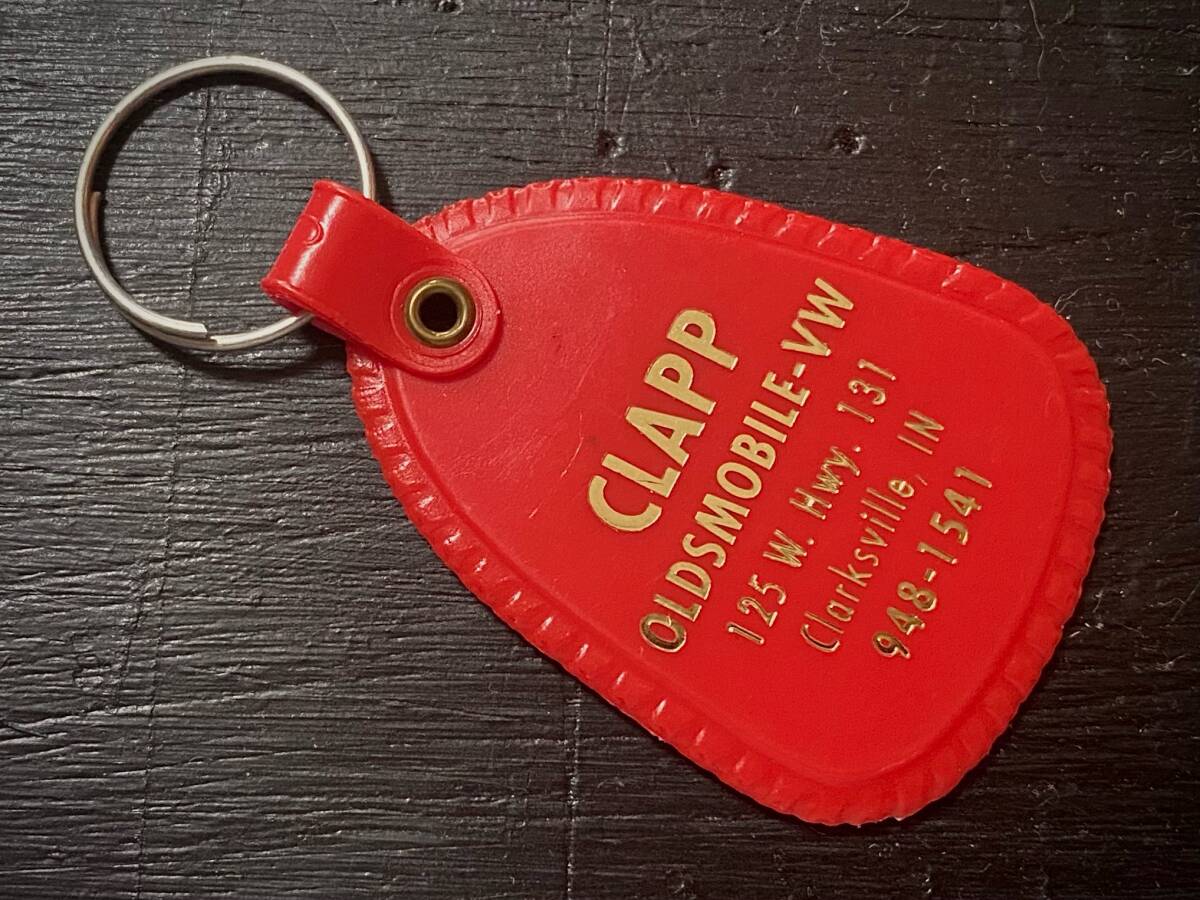 CLAPP
OLDSMOBILE-VW
125 W. Hwy. 131
Clarksville, IN
948-1541